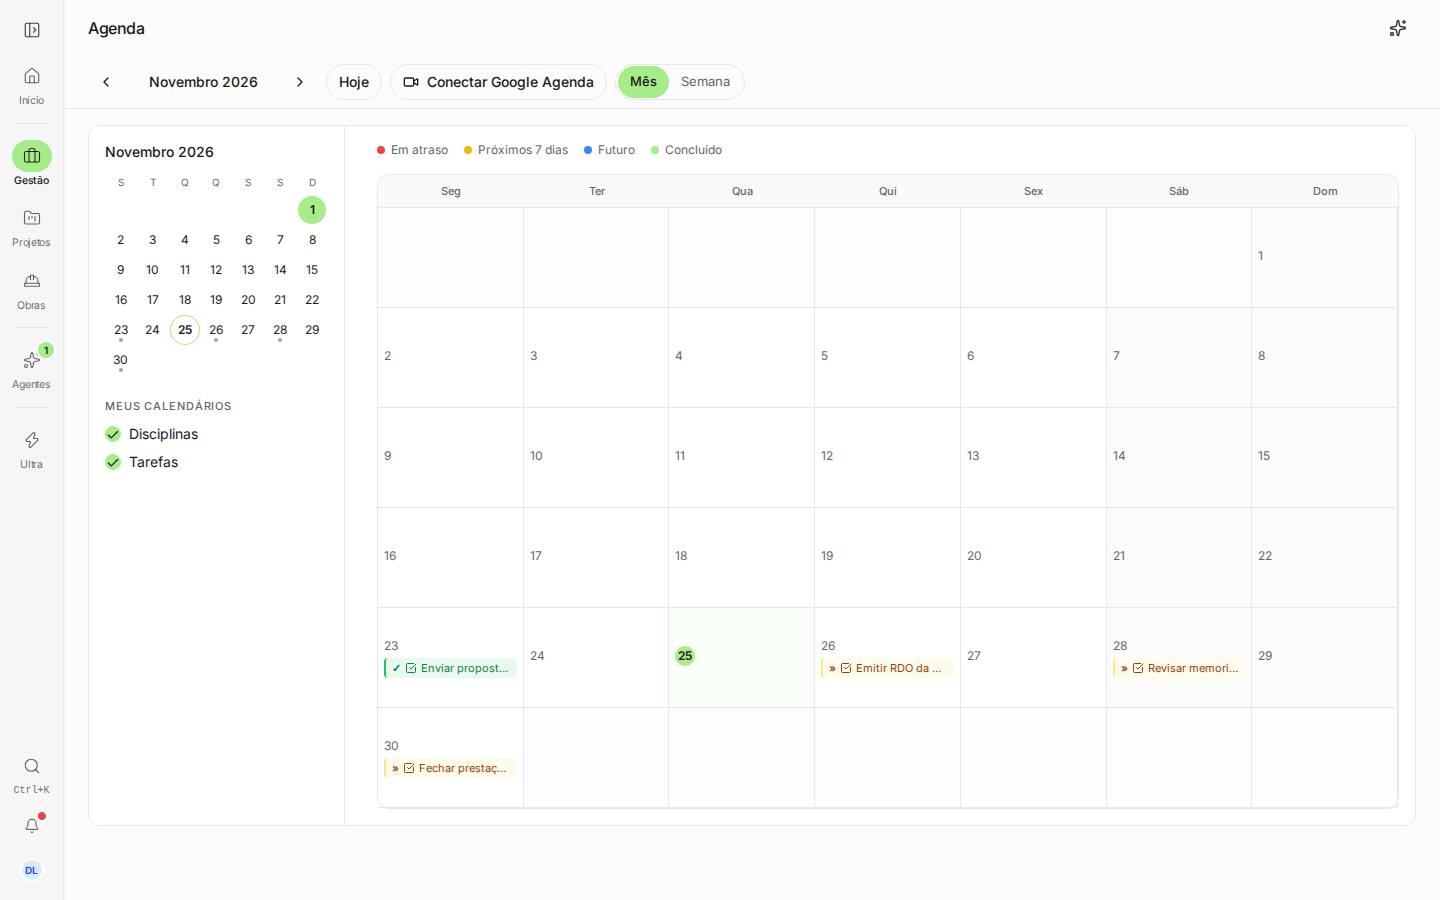 Agenda
Novembro 2026
Hoje
Conectar Google Agenda
Mês
Semana
Início
Gestão
Projetos
Obras
1
Agentes
Ultra
Ctrl+K
DL
Novembro 2026
S T Q Q S S D
1
2 3 4 5 6 7 8
9 10 11 12 13 14 15
16 17 18 19 20 21 22
23 24 25 26 27 28 29
30
MEUS CALENDÁRIOS
Disciplinas
Tarefas
Em atraso Próximos 7 dias Futuro Concluído
Seg Ter Qua Qui Sex Sáb Dom
1
2 3 4 5 6 7 8
9 10 11 12 13 14 15
16 17 18 19 20 21 22
23 24 25 26 27 28 29
✓ Enviar propost... » Emitir RDO da ... » Revisar memori...
30
» Fechar prestaç...